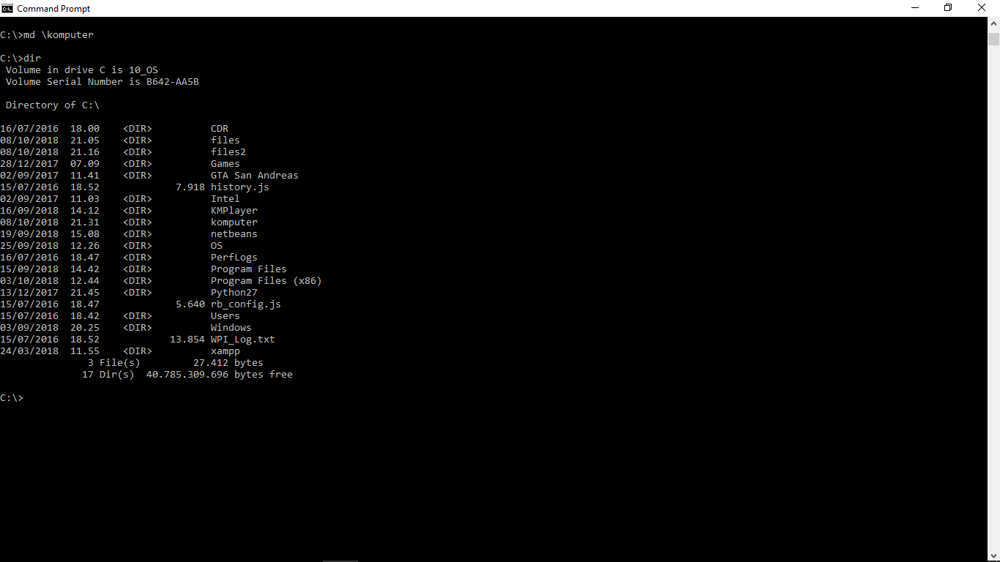 Command Prompt
C:\>md \komputer
C:\>dir
 Volume in drive C is 10_OS
 Volume Serial Number is B642-AA5B
 Directory of C:\
16/07/2016  18.00    <DIR>          CDR
08/10/2018  21.05    <DIR>          files
08/10/2018  21.16    <DIR>          files2
28/12/2017  07.09    <DIR>          Games
02/09/2017  11.41    <DIR>          GTA San Andreas
15/07/2016  18.52             7.918 history.js
02/09/2017  11.03    <DIR>          Intel
16/09/2018  14.12    <DIR>          KMPlayer
08/10/2018  21.31    <DIR>          komputer
19/09/2018  15.08    <DIR>          netbeans
25/09/2018  12.26    <DIR>          OS
16/07/2016  18.47    <DIR>          PerfLogs
15/09/2018  14.42    <DIR>          Program Files
03/10/2018  12.44    <DIR>          Program Files (x86)
13/12/2017  21.45    <DIR>          Python27
15/07/2016  18.47             5.640 rb_config.js
15/07/2016  18.42    <DIR>          Users
03/09/2018  20.25    <DIR>          Windows
15/07/2016  18.52            13.854 WPI_Log.txt
24/03/2018  11.55    <DIR>          xampp
               3 File(s)         27.412 bytes
              17 Dir(s)  40.785.309.696 bytes free
C:\>